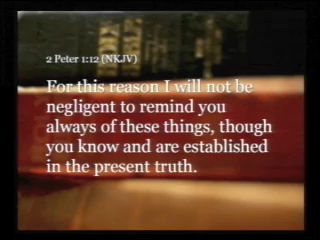 2 Peter 1:12 (NKJV)
For this reason I will not be
negligent to remind you
always of these things, though
you know and are established
in the present truth.